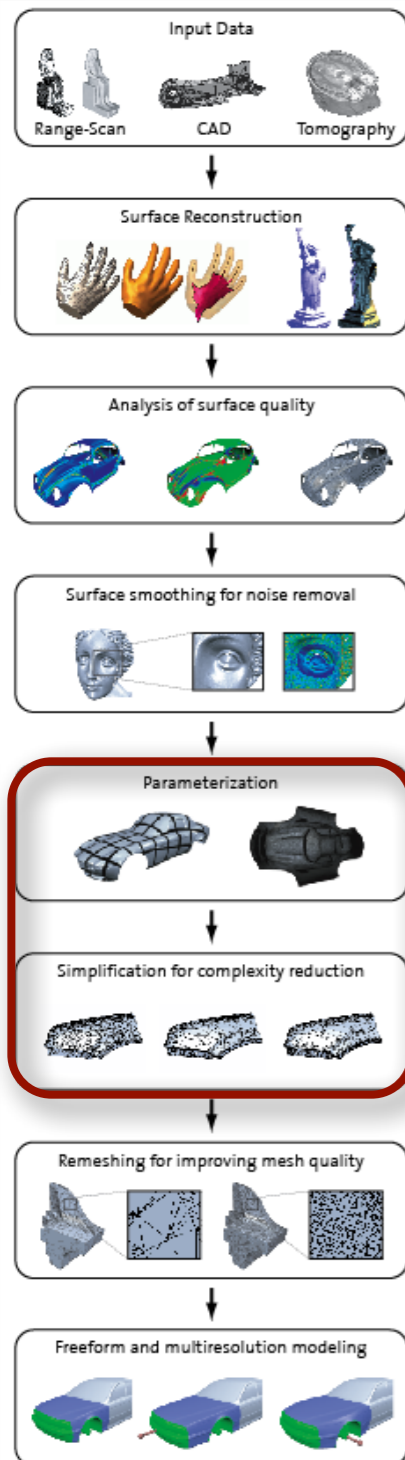 Input Data
Range-Scan CAD Tomography
Surface Reconstruction
Analysis of surface quality
Surface smoothing for noise removal
Parameterization
Simplification for complexity reduction
Remeshing for improving mesh quality
Freeform and multiresolution modeling